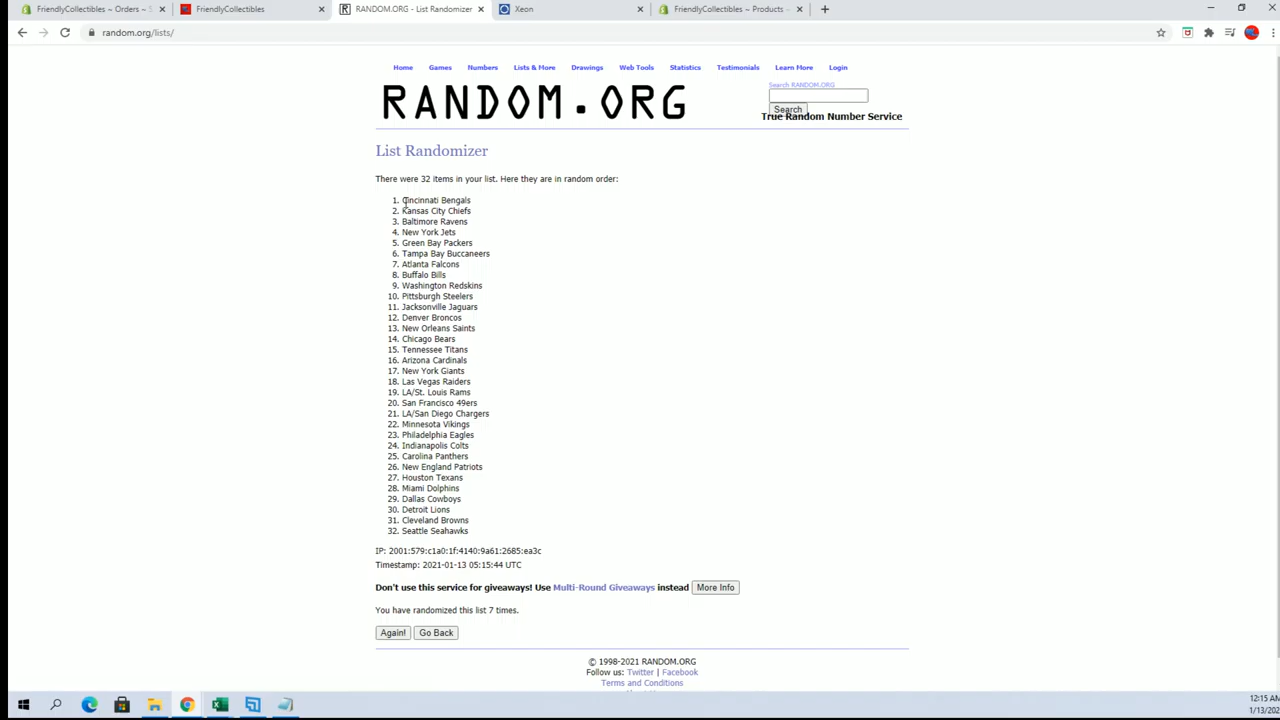 FriendlyCollectibles ~ Orders ~ S
FriendlyCollectibles
RANDOM.ORG - List Randomizer
Xeon
FriendlyCollectibles ~ Products ~
random.org/lists/
Home Games Numbers Lists & More Drawings Web Tools Statistics Testimonials Learn More Login
Search RANDOM.ORG
RANDOM.ORG
Search
True Random Number Service
List Randomizer
There were 32 items in your list. Here they are in random order:
1. Cincinnati Bengals
2. Kansas City Chiefs
3. Baltimore Ravens
4. New York Jets
5. Green Bay Packers
6. Tampa Bay Buccaneers
7. Atlanta Falcons
8. Buffalo Bills
9. Washington Redskins
10. Pittsburgh Steelers
11. Jacksonville Jaguars
12. Denver Broncos
13. New Orleans Saints
14. Chicago Bears
15. Tennessee Titans
16. Arizona Cardinals
17. New York Giants
18. Las Vegas Raiders
19. LA/St. Louis Rams
20. San Francisco 49ers
21. LA/San Diego Chargers
22. Minnesota Vikings
23. Philadelphia Eagles
24. Indianapolis Colts
25. Carolina Panthers
26. New England Patriots
27. Houston Texans
28. Miami Dolphins
29. Dallas Cowboys
30. Detroit Lions
31. Cleveland Browns
32. Seattle Seahawks
IP: 2001:579:c1a0:1f:4140:9a61:2685:ea3c
Timestamp: 2021-01-13 05:15:44 UTC
Don't use this service for giveaways! Use Multi-Round Giveaways instead More Info
You have randomized this list 7 times.
Again! Go Back
© 1998-2021 RANDOM.ORG
Follow us: Twitter | Facebook
Terms and Conditions
12:15 AM
1/13/202